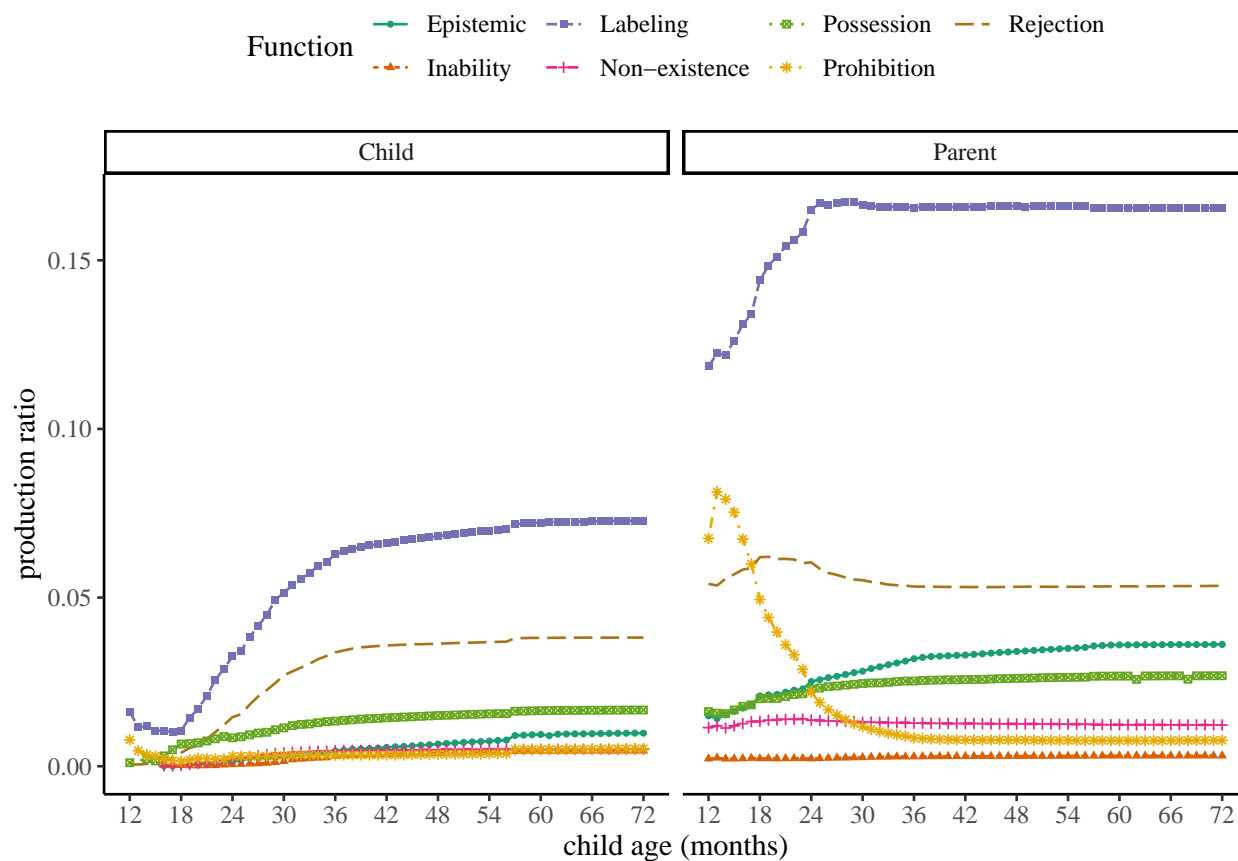 Function Epistemic Labeling Possession Rejection
Inability Non−existence Prohibition
Child Parent
0.15
0.10
0.05
0.00
production ratio
12 18 24 30 36 42 48 54 60 66 72 12 18 24 30 36 42 48 54 60 66 72
child age (months)